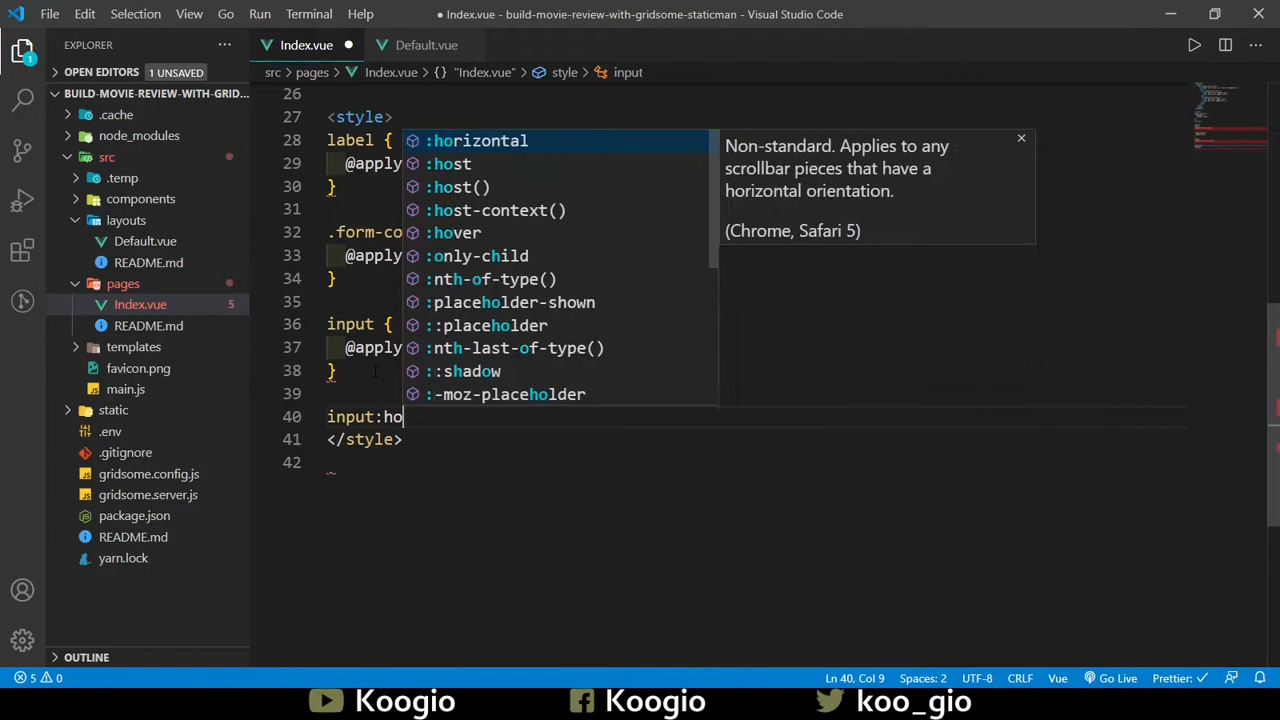 File Edit Selection View Go Run Terminal Help
● Index.vue - build-movie-review-with-gridsome-staticman - Visual Studio Code
EXPLORER
Index.vue
Default.vue
OPEN EDITORS 1 UNSAVED
src > pages > Index.vue > {} "Index.vue" > style > input
BUILD-MOVIE-REVIEW-WITH-GRID...
.cache
node_modules
src
.temp
components
layouts
Default.vue
README.md
pages
Index.vue 5
README.md
templates
favicon.png
main.js
static
.env
.gitignore
gridsome.config.js
gridsome.server.js
package.json
README.md
yarn.lock
OUTLINE
1
26
27 <style>
28 label {
29 @apply
30 }
31
32 .form-co
33 @apply
34 }
35
36 input {
37 @apply
38 }
39
40 input:ho
41 </style>
42
:horizontal
:host
:host()
:host-context()
:hover
:only-child
:nth-of-type()
:placeholder-shown
::placeholder
:nth-last-of-type()
::shadow
::-moz-placeholder
Non-standard. Applies to any
scrollbar pieces that have a
horizontal orientation.
(Chrome, Safari 5)
5 0
Ln 40, Col 9 Spaces: 2 UTF-8 CRLF Vue Go Live Prettier: ✓
Koogio Koogio koo_gio